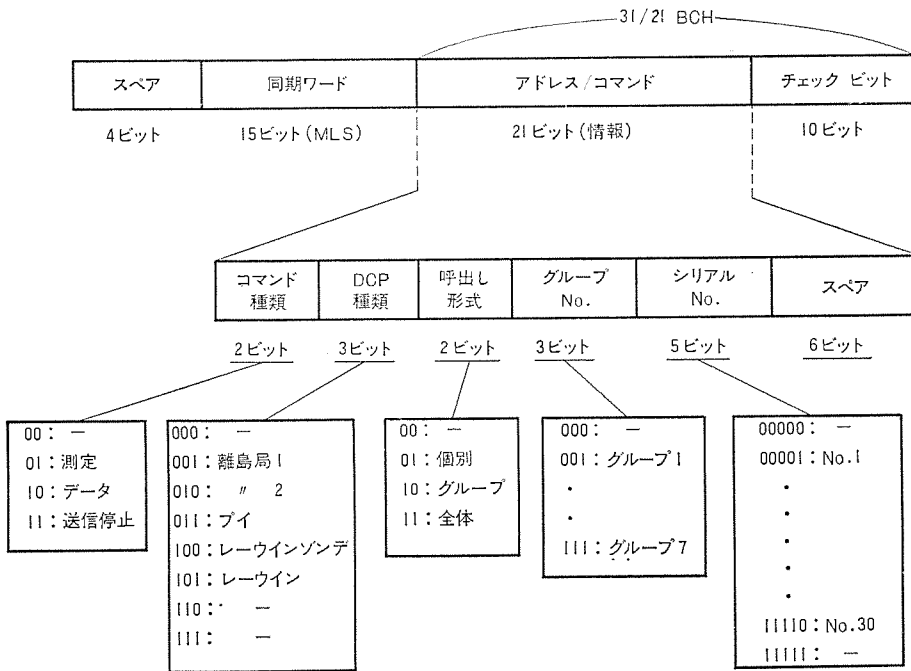 31/21 BCH
スペア 同期ワード アドレス/コマンド チェック ビット
4ビット 15ビット(MLS) 21ビット(情報) 10ビット
コマンド種類 DCP種類 呼出し形式 グループNo. シリアルNo. スペア
2ビット 3ビット 2ビット 3ビット 5ビット 6ビット
00: ―
01:測定
10:データ
11:送信停止
000: ―
001:離島局1
010: 〃 2
011:ブイ
100:レーウインゾンデ
101:レーウイン
110: ―
111: ―
00: ―
01:個別
10:グループ
11:全体
000: ―
001:グループ1
・
・
111:グループ7
00000: ―
00001:No.1
・
・
・
・
・
11110:No.30
11111: ―